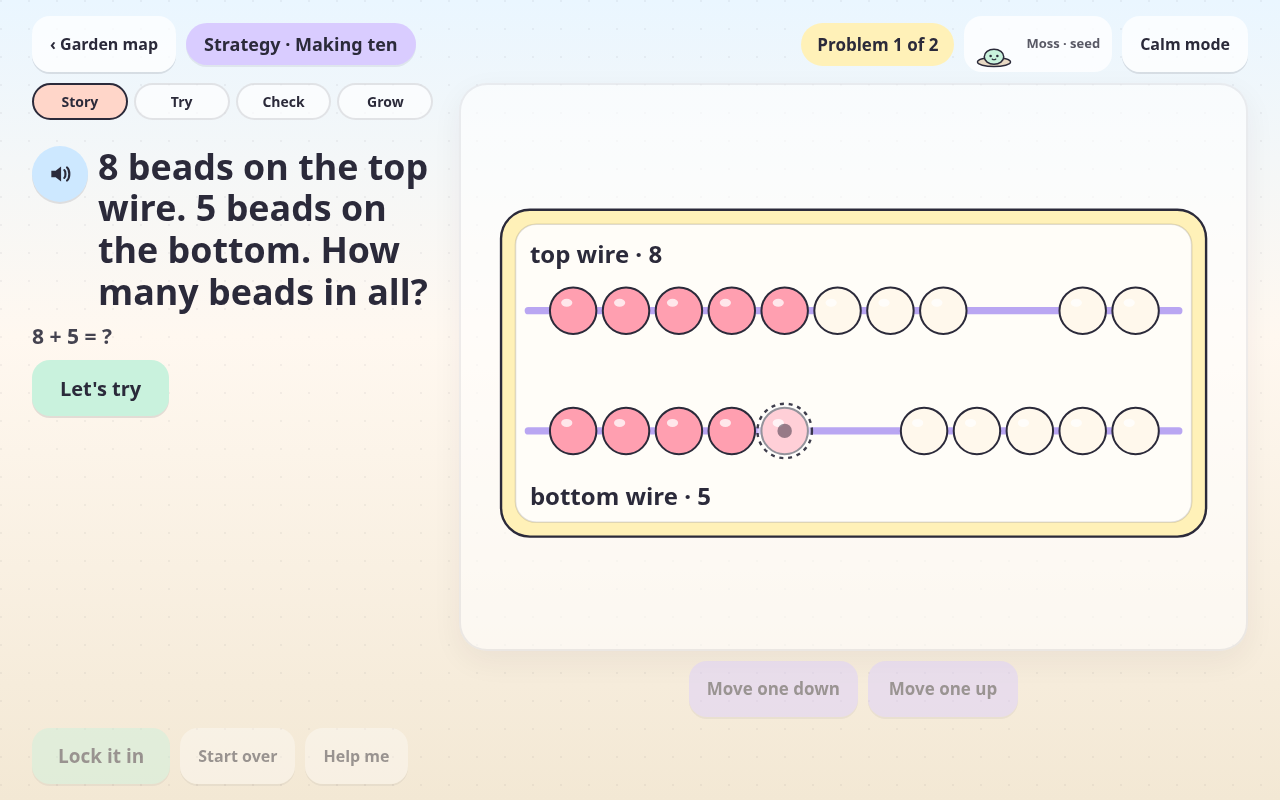 ‹ Garden map
Strategy · Making ten
Problem 1 of 2
Moss · seed
Calm mode
Story
Try
Check
Grow
8 beads on the top
wire. 5 beads on
the bottom. How
many beads in all?
8 + 5 = ?
Let's try
top wire · 8
bottom wire · 5
Move one down
Move one up
Lock it in
Start over
Help me